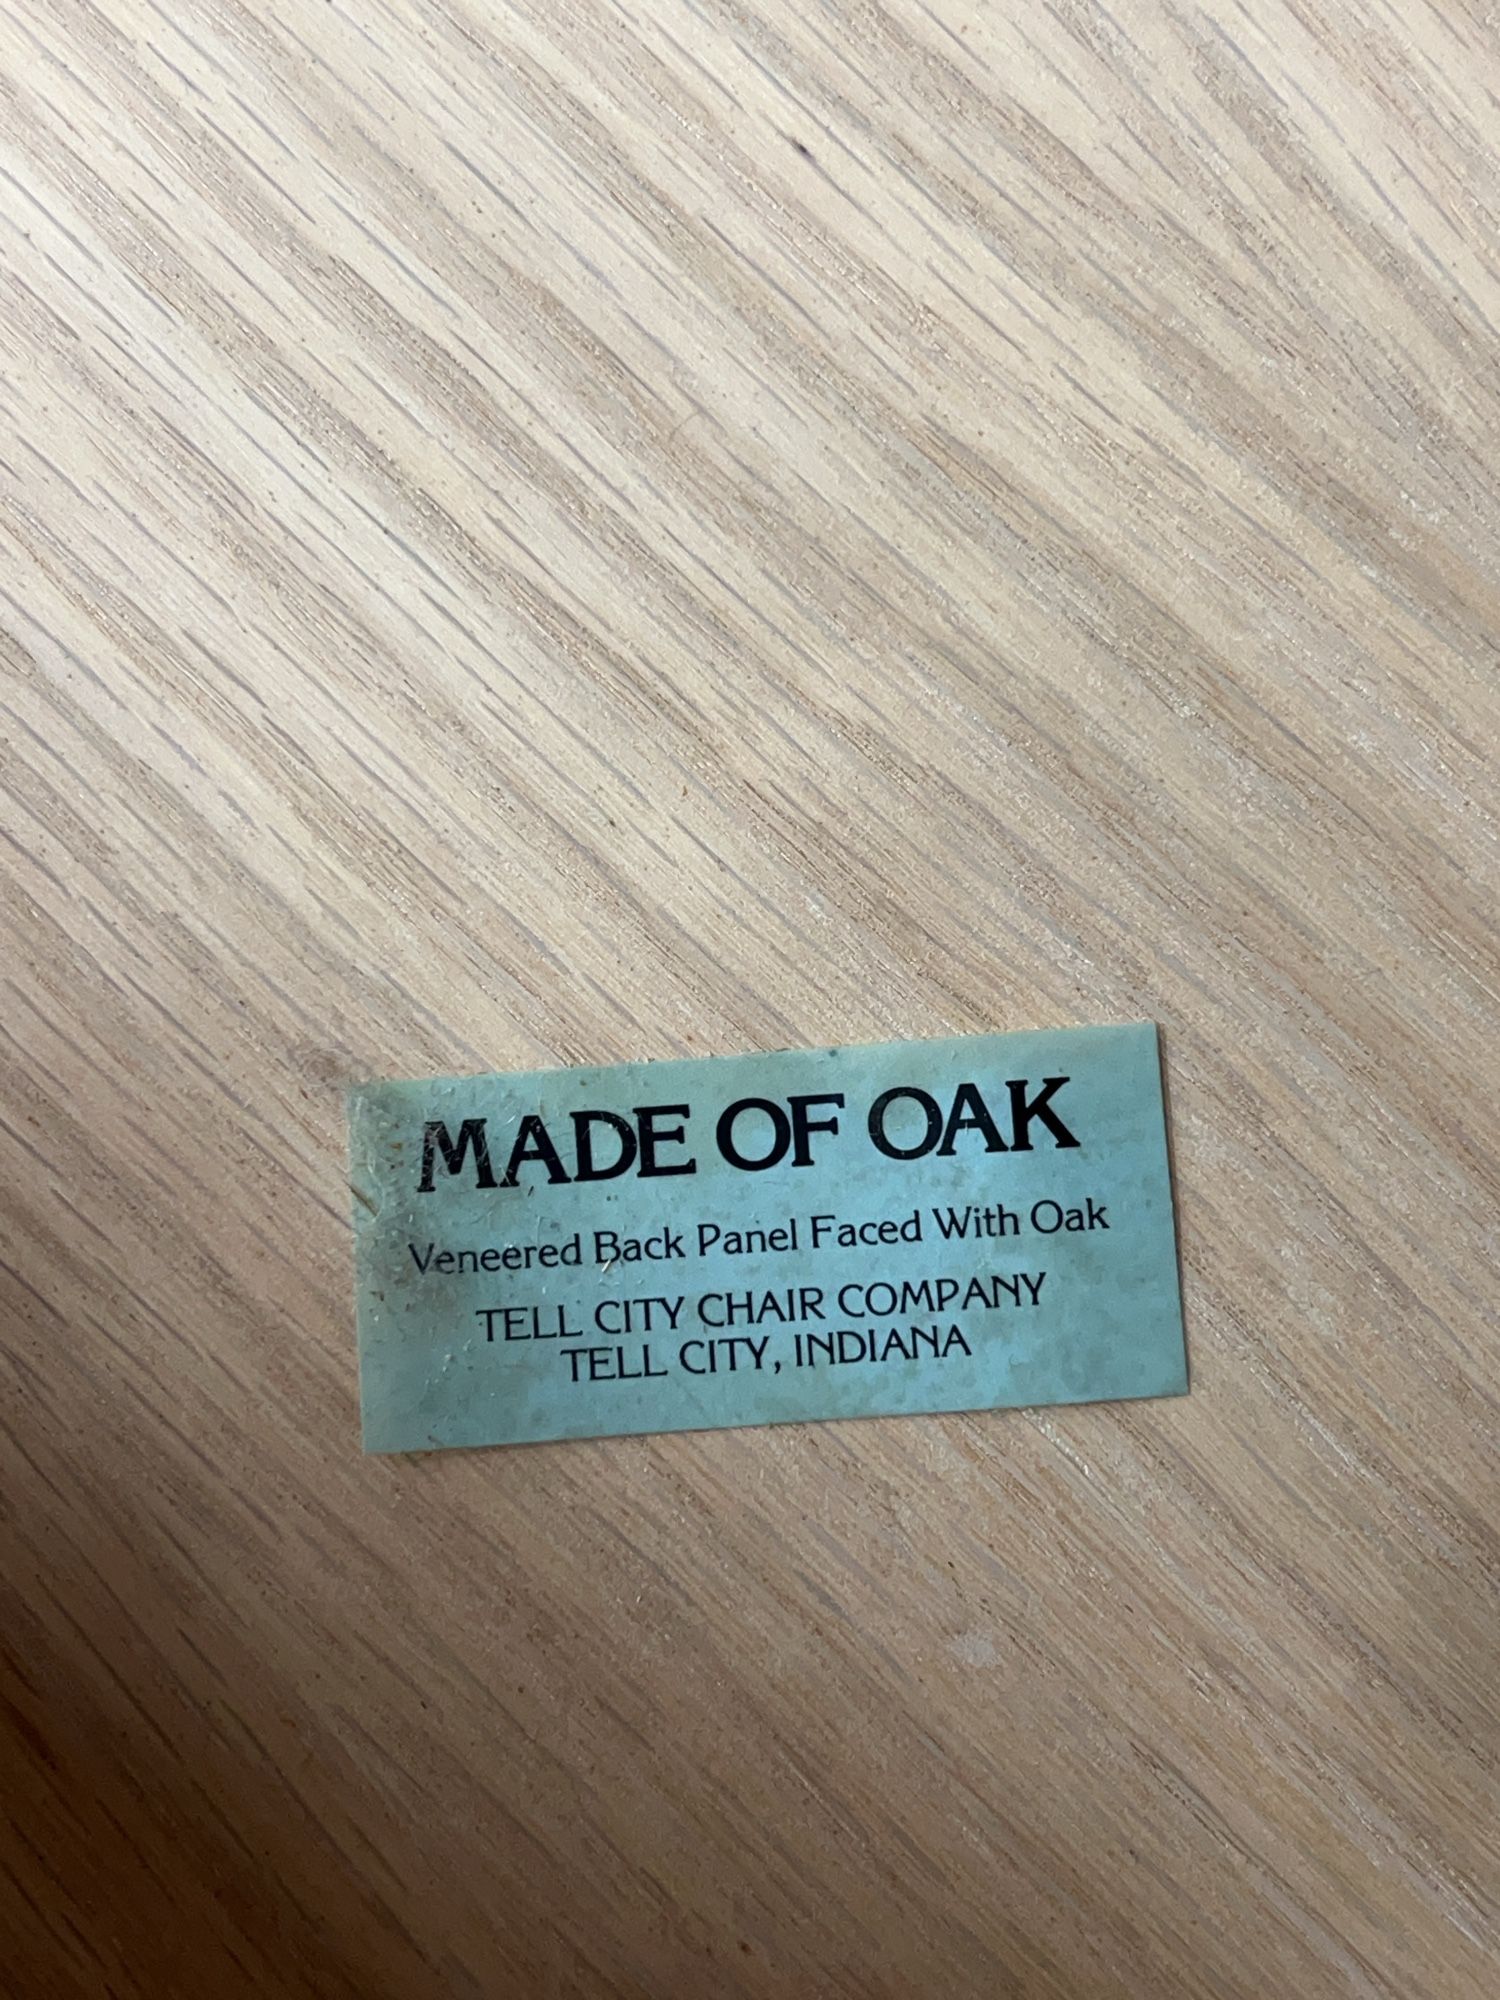 MADE OF OAK
Veneered Back Panel Faced With Oak
TELL CITY CHAIR COMPANY
TELL CITY, INDIANA